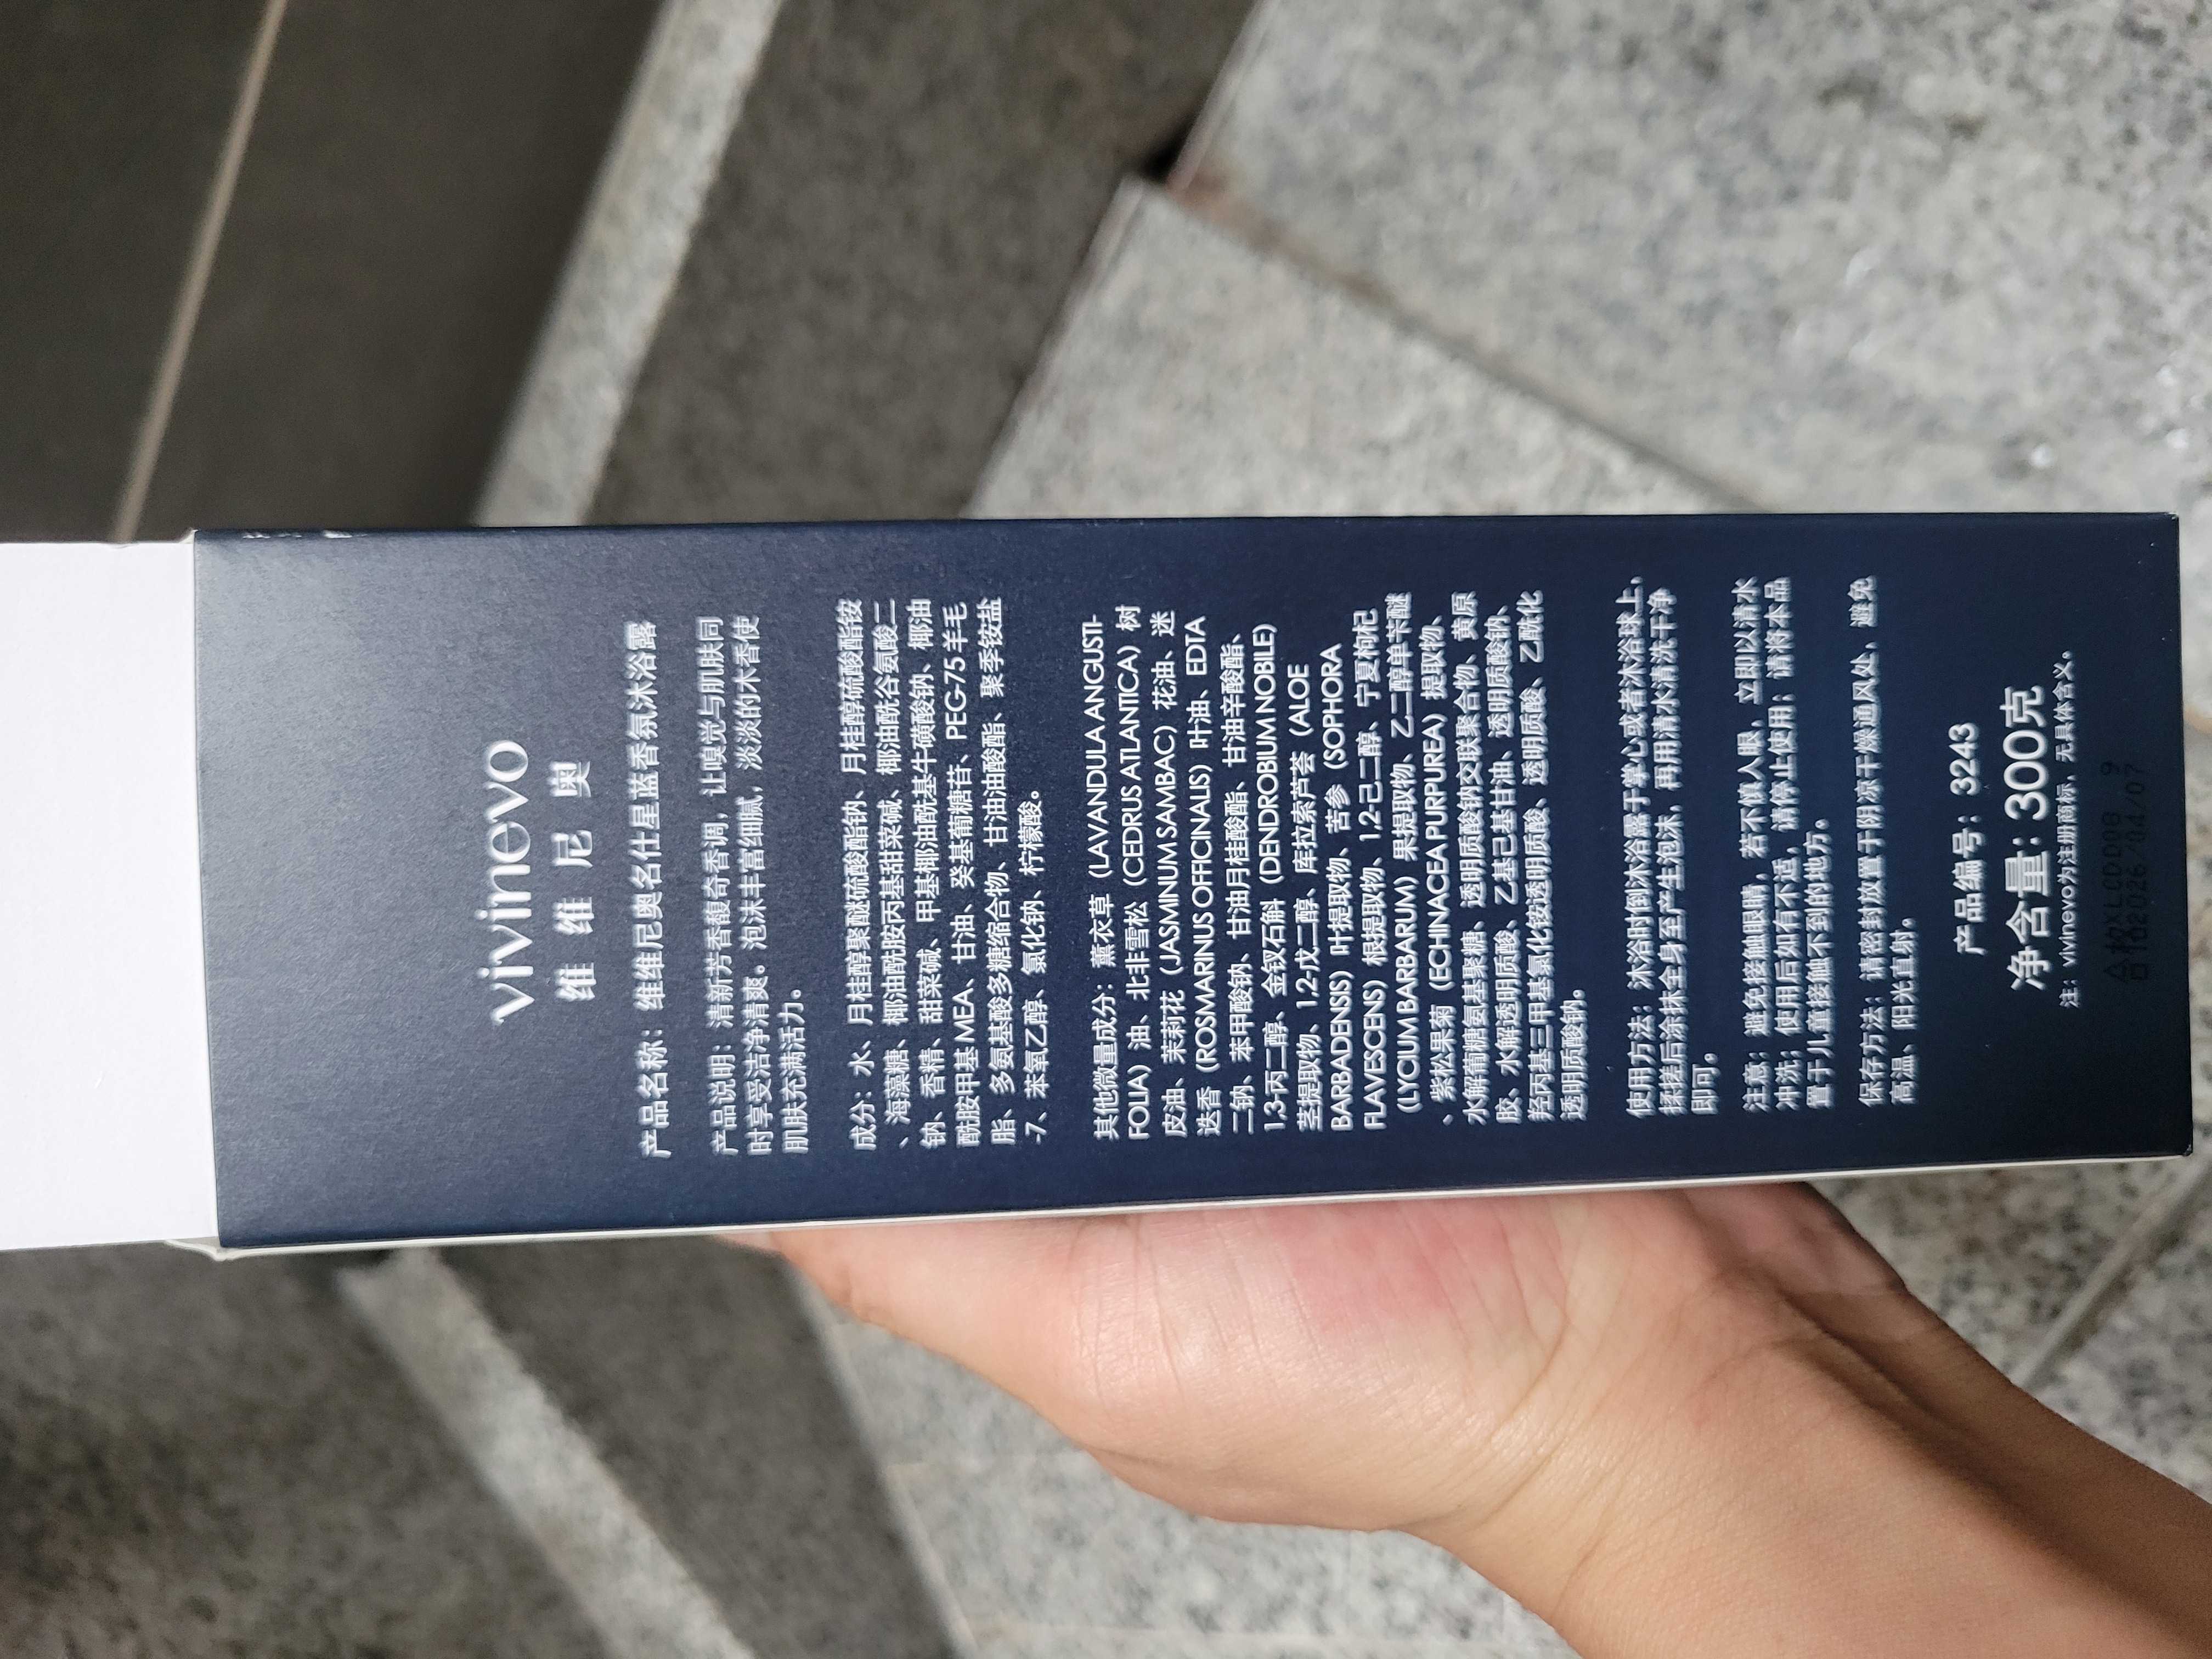 vivinevo
维维尼奥
产品名称：维维尼奥名仕星蓝香氛沐浴露
产品说明：清新芳香馥奇香调，让嗅觉与肌肤同
时享受洁净清爽。泡沫丰富细腻，淡淡的木香使
肌肤充满活力。
成分：水、月桂醇聚醚硫酸酯钠、月桂醇硫酸酯铵
、海藻糖、椰油酰胺丙基甜菜碱、椰油酰谷氨酸二
钠、香精、甜菜碱、甲基椰油酰基牛磺酸钠、椰油
酰胺甲基MEA、甘油、癸基葡糖苷、PEG-75羊毛
脂、多氨基酸多糖缩合物、甘油油酸酯、聚季铵盐
-7、苯氧乙醇、氯化钠、柠檬酸。
其他微量成分：薰衣草（LAVANDULA ANGUSTI-
FOLIA）油、北非雪松（CEDRUS ATLANTICA）树
皮油、茉莉花（JASMINUM SAMBAC）花油、迷
迭香（ROSMARINUS OFFICINALIS）叶油、EDTA
二钠、苯甲酸钠、甘油月桂酸酯、甘油辛酸酯、
1,3-丙二醇、金钗石斛（DENDROBIUM NOBILE）
茎提取物、1,2-戊二醇、库拉索芦荟（ALOE
BARBADENSIS）叶提取物、苦参（SOPHORA
FLAVESCENS）根提取物、1,2-己二醇、宁夏枸杞
（LYCIUM BARBARUM）果提取物、乙二醇单苄醚
、紫松果菊（ECHINACEA PURPUREA）提取物、
水解葡糖氨基聚糖、透明质酸钠交联聚合物、黄原
胶、水解透明质酸、乙基己基甘油、透明质酸钠、
羟丙基三甲基氯化铵透明质酸、透明质酸、乙酰化
透明质酸钠。
使用方法：沐浴时倒沐浴露于掌心或者沐浴球上，
揉搓后涂抹全身至产生泡沫，再用清水清洗干净
即可。
注意：避免接触眼睛，若不慎入眼，立即以清水
冲洗；使用后如有不适，请停止使用；请将本品
置于儿童接触不到的地方。
保存方法：请密封放置于阴凉干燥通风处，避免
高温、阳光直射。
产品编号：3243
净含量：300克
注：vivinevo为注册商标，无具体含义。
合格2026/04/07